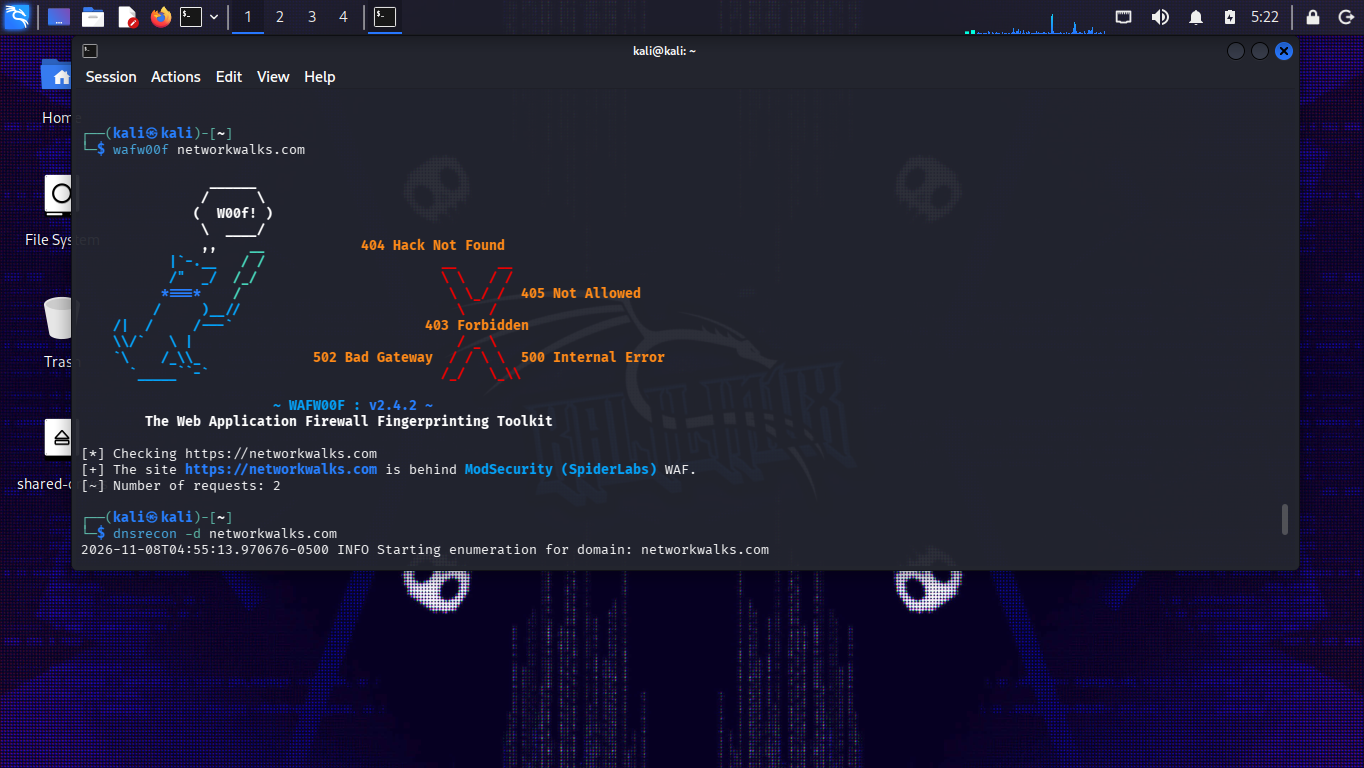 1 2 3 4 5:22
kali@kali: ~
Session Actions Edit View Help
Home
File System
Trash
shared-
┌──(kali㉿kali)-[~]
└─$ wafw00f networkwalks.com
( W00f! )
404 Hack Not Found
405 Not Allowed
403 Forbidden
502 Bad Gateway 500 Internal Error
~ WAFW00F : v2.4.2 ~
The Web Application Firewall Fingerprinting Toolkit
[*] Checking https://networkwalks.com
[+] The site https://networkwalks.com is behind ModSecurity (SpiderLabs) WAF.
[~] Number of requests: 2
┌──(kali㉿kali)-[~]
└─$ dnsrecon -d networkwalks.com
2026-11-08T04:55:13.970676-0500 INFO Starting enumeration for domain: networkwalks.com
KALI LINUX